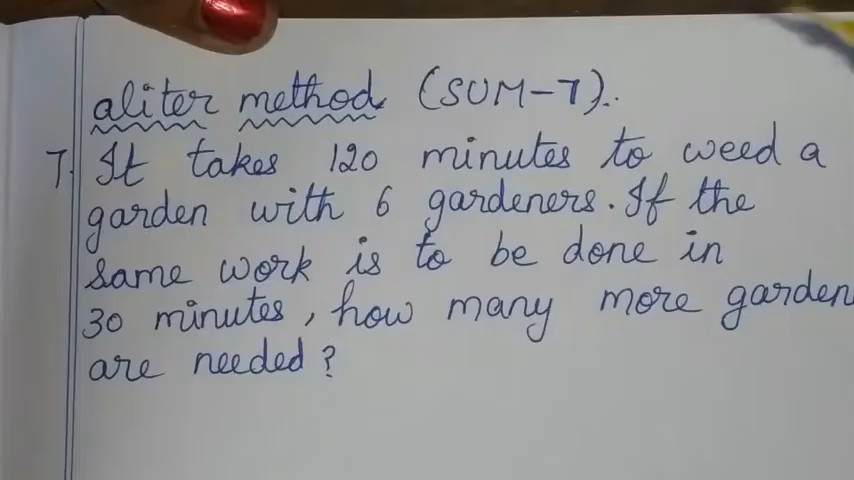 aliter method (SUM-7).
7. It takes 120 minutes to weed a
garden with 6 gardeners. If the
same work is to be done in
30 minutes, how many more garden
are needed?